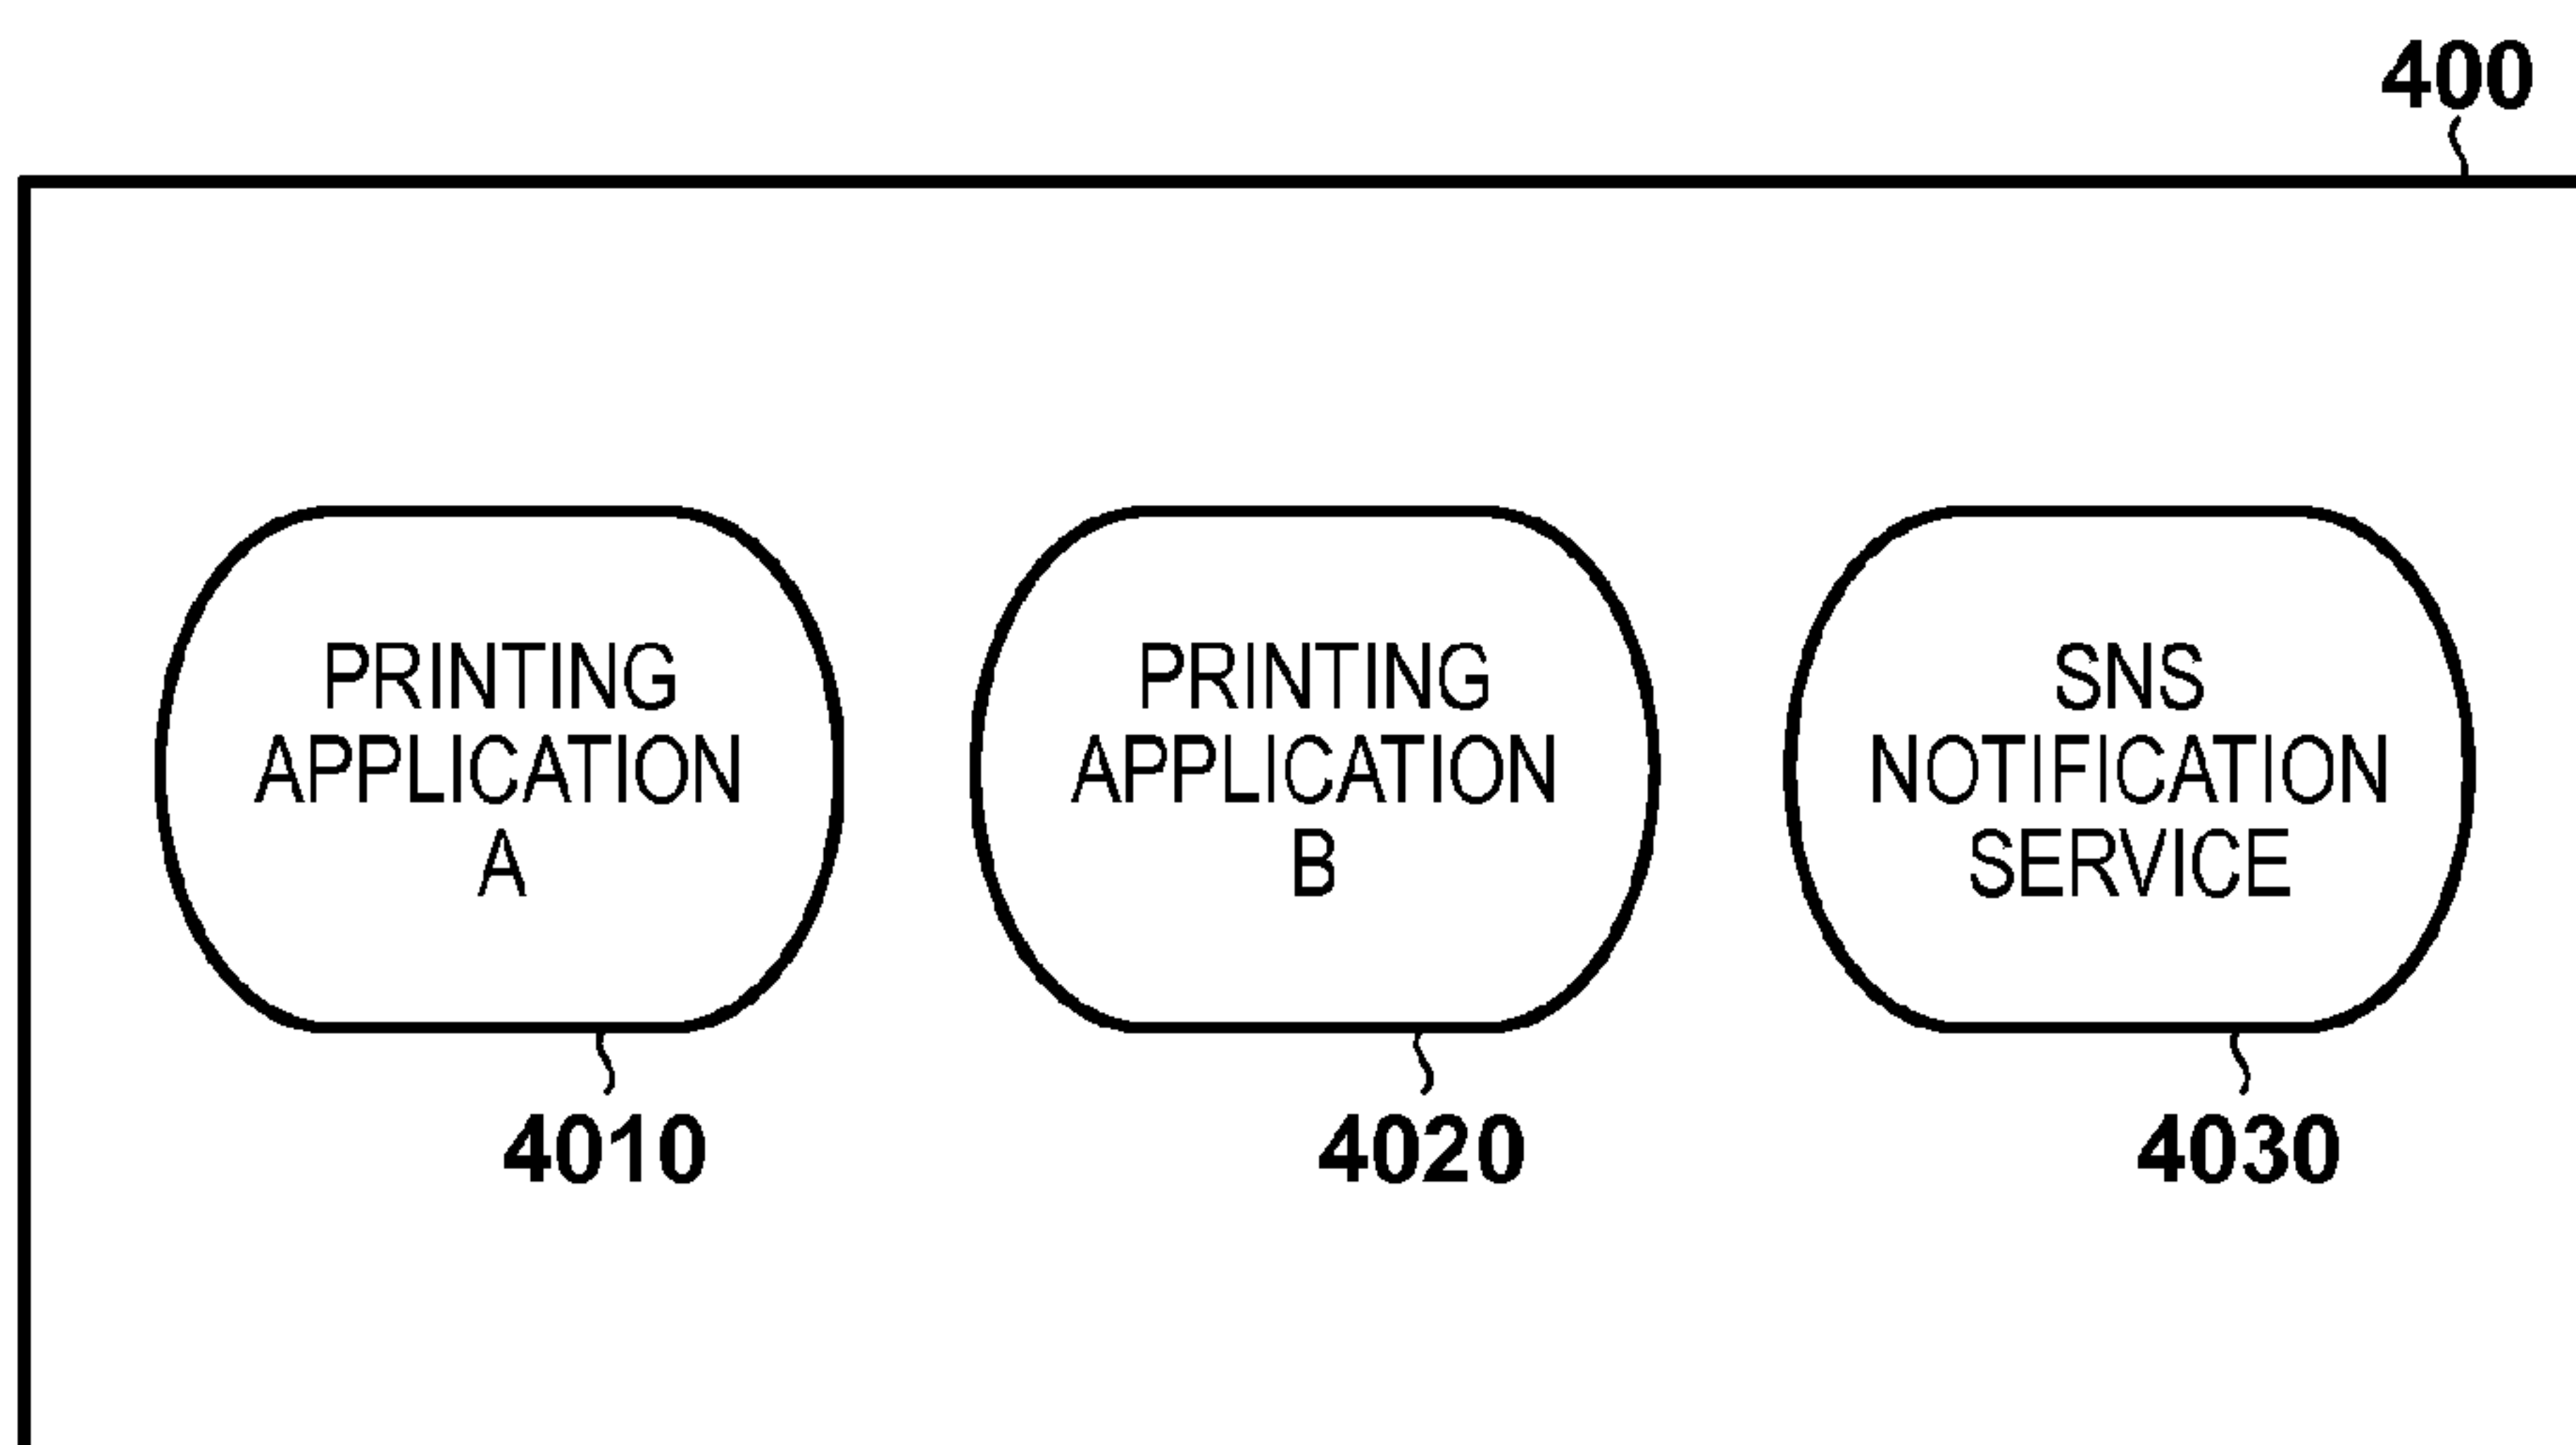 400
PRINTING
APPLICATION
A
PRINTING
APPLICATION
B
SNS
NOTIFICATION
SERVICE
4010
4020
4030